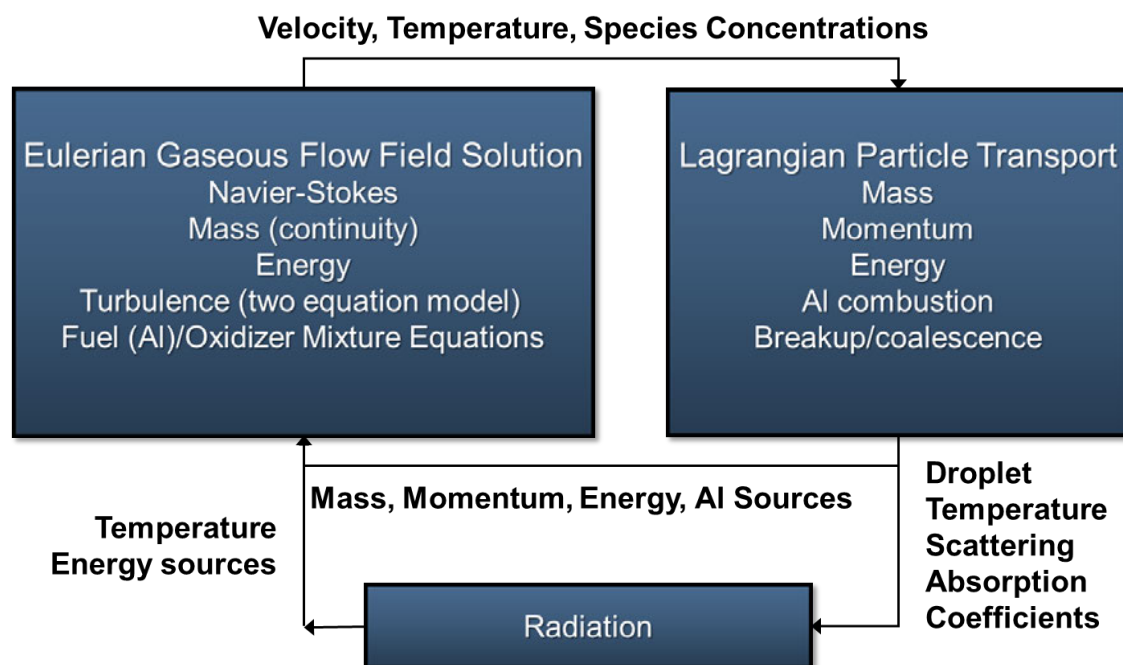 Velocity, Temperature, Species Concentrations
Eulerian Gaseous Flow Field Solution
Navier-Stokes
Mass (continuity)
Energy
Turbulence (two equation model)
Fuel (Al)/Oxidizer Mixture Equations
Lagrangian Particle Transport
Mass
Momentum
Energy
Al combustion
Breakup/coalescence
Mass, Momentum, Energy, Al Sources
Temperature
Energy sources
Droplet
Temperature
Scattering
Absorption
Coefficients
Radiation